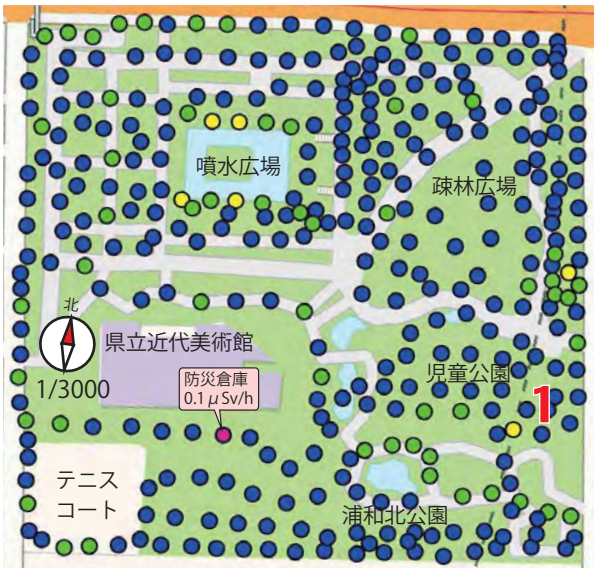 噴水広場
疎林広場
北
県立近代美術館
1/3000
防災倉庫
0.1μSv/h
児童公園
1
テニス
コート
浦和北公園